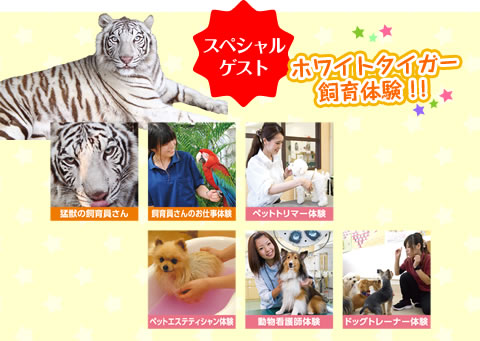 スペシャル
ゲスト
ホワイトタイガー
飼育体験!!
猛獣の飼育員さん
飼育員さんのお仕事体験
ペットトリマー体験
ペットエステティシャン体験
動物看護師体験
ドッグトレーナー体験